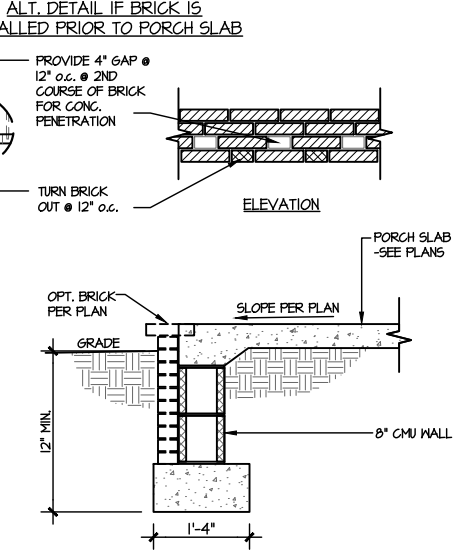 ALT. DETAIL IF BRICK IS
ALLED PRIOR TO PORCH SLAB
PROVIDE 4" GAP @
12" o.c. @ 2ND
COURSE OF BRICK
FOR CONC.
PENETRATION
TURN BRICK
OUT @ 12" o.c.
ELEVATION
PORCH SLAB
-SEE PLANS
OPT. BRICK
PER PLAN
SLOPE PER PLAN
GRADE
12" MIN.
8" CMU WALL
1'-4"